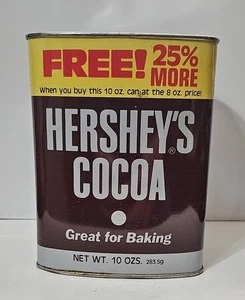 FREE! 25% MORE
When you buy this 10 oz. can at the 8 oz. price!
HERSHEY'S®
COCOA
Great for Baking
NET WT. 10 OZS. 283.5g